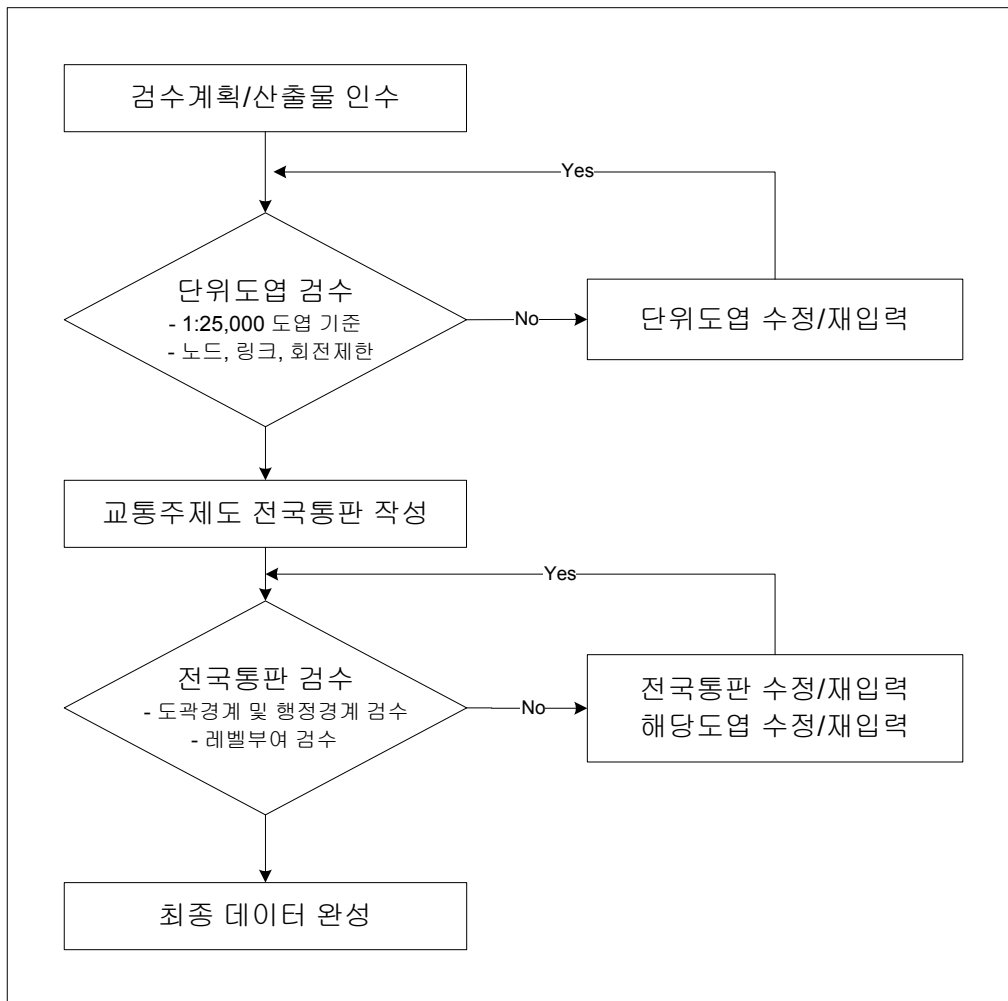 검수계획/산출물 인수
Yes
단위도엽 검수
- 1:25,000 도엽 기준
- 노드, 링크, 회전제한
No
단위도엽 수정/재입력
교통주제도 전국통판 작성
Yes
전국통판 검수
- 도곽경계 및 행정경계 검수
- 레벨부여 검수
No
전국통판 수정/재입력
해당도엽 수정/재입력
최종 데이터 완성